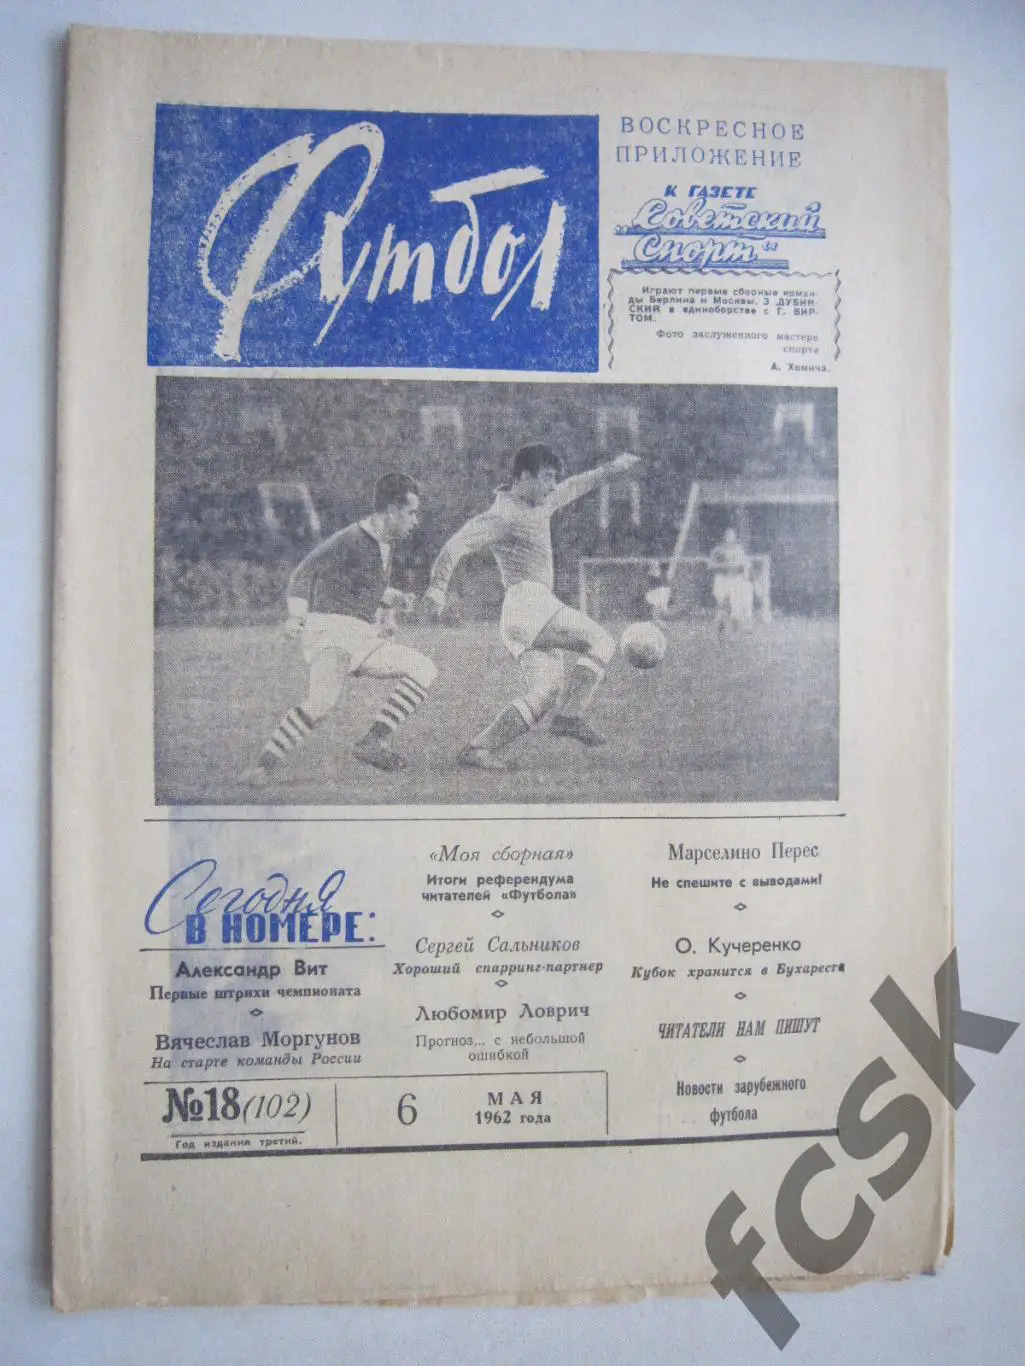 Футбол
ВОСКРЕСНОЕ
ПРИЛОЖЕНИЕ
К ГАЗЕТЕ
„Советский
Спорт“
Играют первые сборные коман-
ды Берлина и Москвы. Э. ДУБИН-
СКИЙ в единоборстве с Г. ВИР-
ТОМ.
Фото заслуженного мастера
спорта
А. Хомича.
Сегодня
В НОМЕРЕ:
Александр Вит
Первые штрихи чемпионата
Вячеслав Моргунов
На старте команды России
«Моя сборная»
Итоги референдума
читателей «Футбола»
Сергей Сальников
Хороший спарринг-партнер
Любомир Ловрич
Прогноз... с небольшой
ошибкой
Марселино Перес
Не спешите с выводами!
О. Кучеренко
Кубок хранится в Бухаресте
ЧИТАТЕЛИ НАМ ПИШУТ
Новости зарубежного
футбола
№18(102)
Год издания третий.
6
МАЯ
1962 года
fcsk